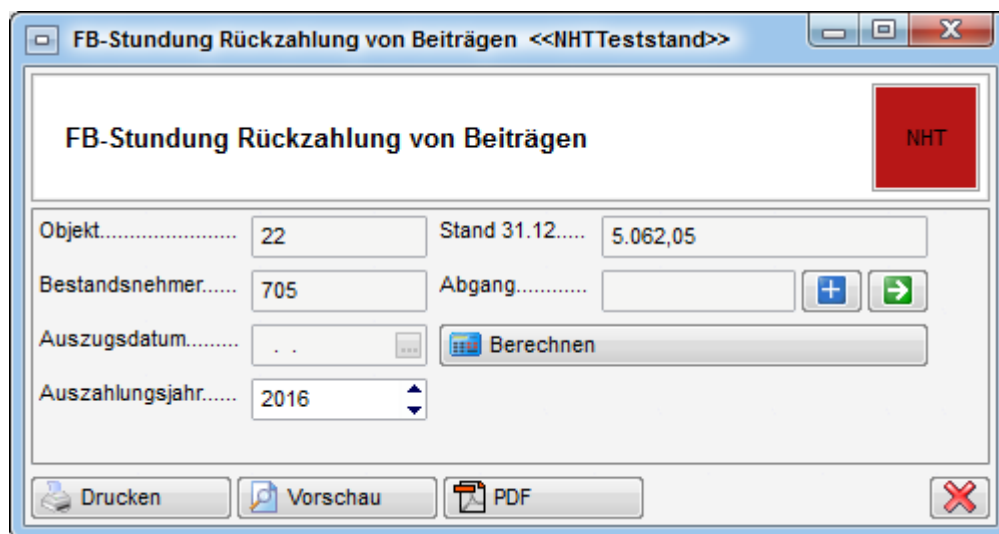 FB-Stundung Rückzahlung von Beiträgen <<NHTTeststand>>
FB-Stundung Rückzahlung von Beiträgen
NHT
Objekt....................... 22 Stand 31.12..... 5.062,05
Bestandsnehmer...... 705 Abgang............
Auszugsdatum......... . . ... Berechnen
Auszahlungsjahr...... 2016
Drucken Vorschau PDF